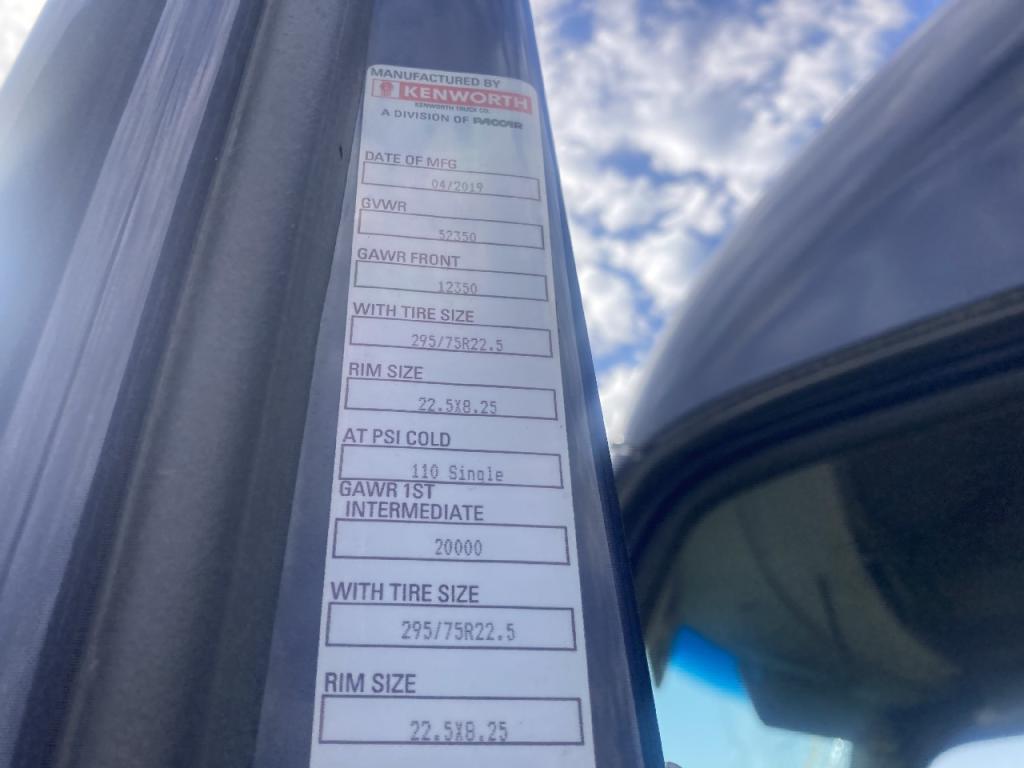 MANUFACTURED BY
KENWORTH
KENWORTH TRUCK CO.
A DIVISION OF PACCAR
DATE OF MFG
04/2019
GVWR
52350
GAWR FRONT
12350
WITH TIRE SIZE
295/75R22.5
RIM SIZE
22.5X8.25
AT PSI COLD
110 Single
GAWR 1ST
INTERMEDIATE
20000
WITH TIRE SIZE
295/75R22.5
RIM SIZE
22.5X8.25